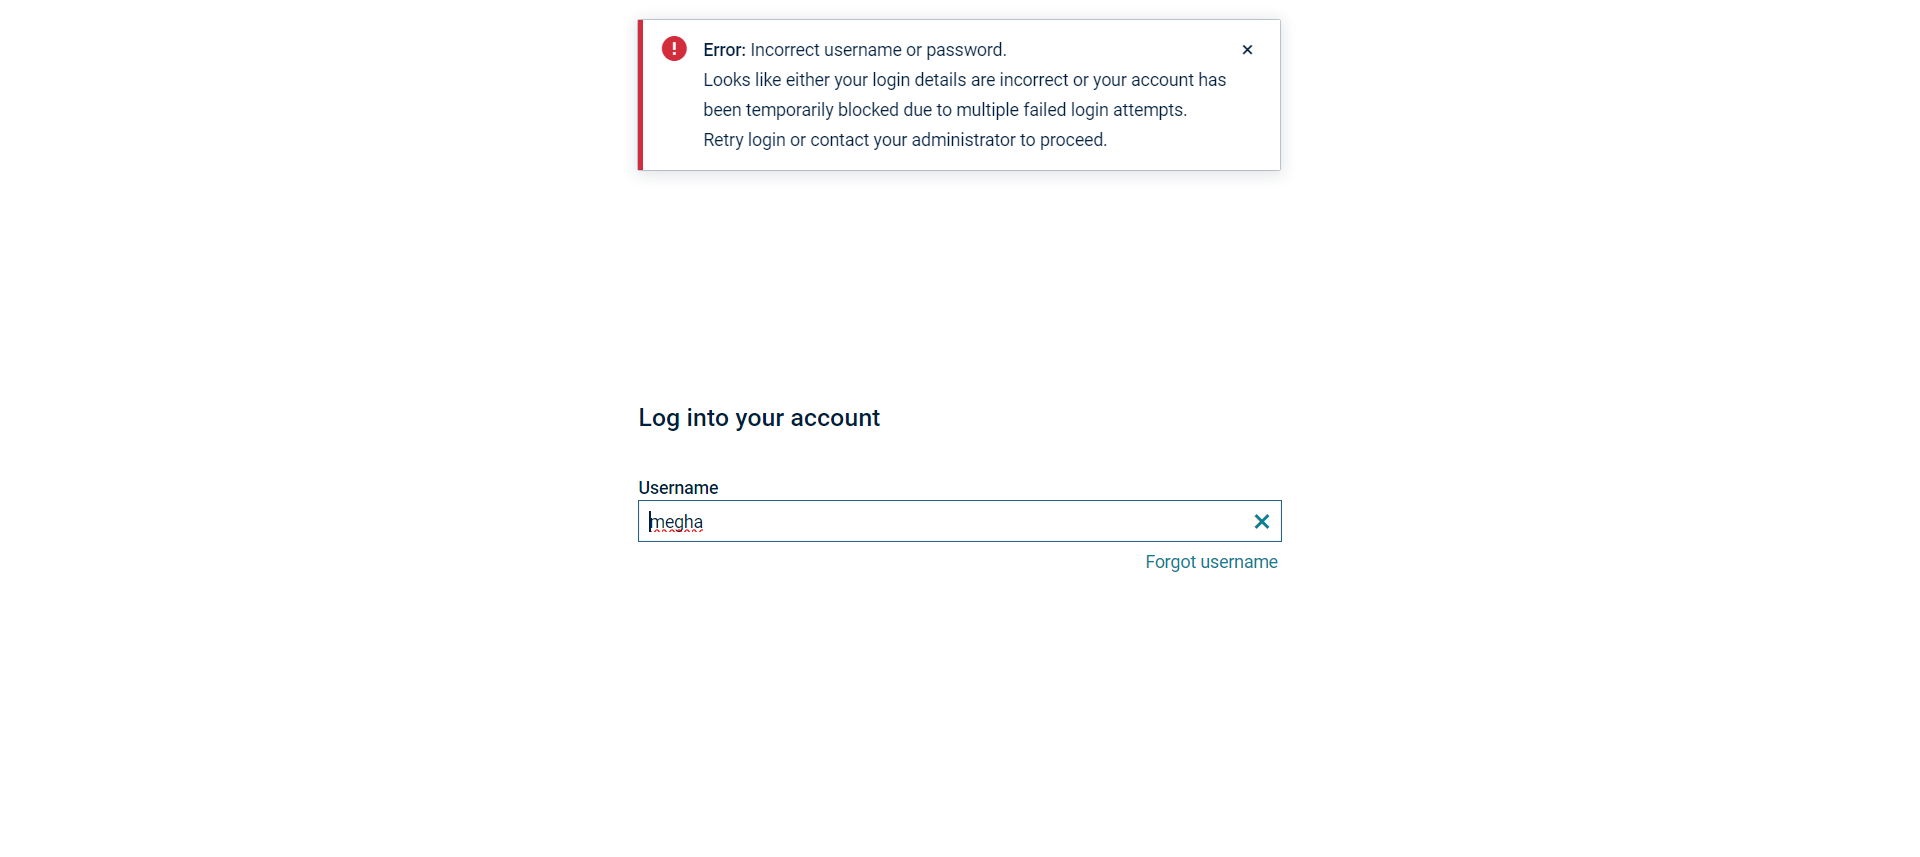 Error: Incorrect username or password.
Looks like either your login details are incorrect or your account has
been temporarily blocked due to multiple failed login attempts.
Retry login or contact your administrator to proceed.
Log into your account
Username
megha
Forgot username